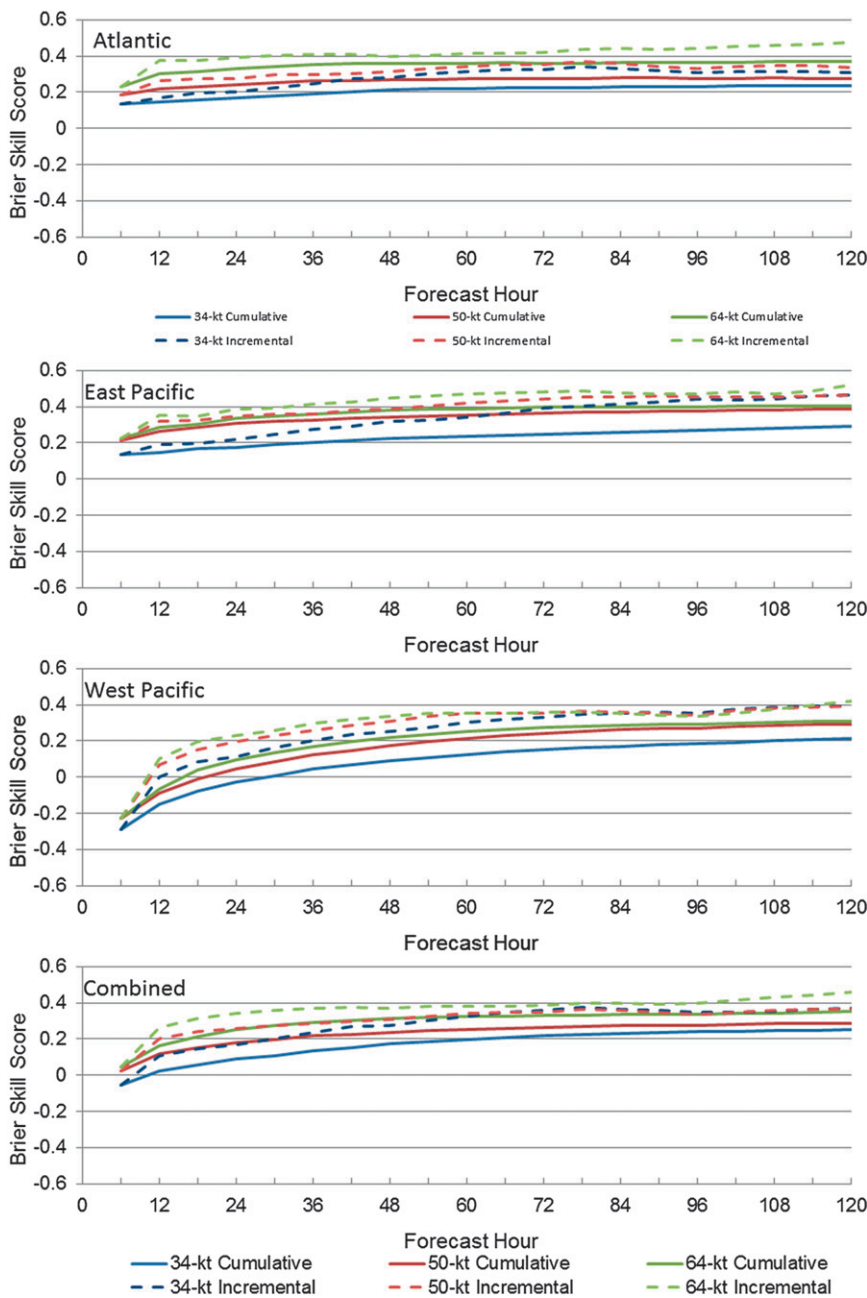 0.6
Atlantic
0.4
0.2
0
-0.2
-0.4
-0.6
Brier Skill Score
0 12 24 36 48 60 72 84 96 108 120
Forecast Hour
34-kt Cumulative 50-kt Cumulative 64-kt Cumulative
34-kt Incremental 50-kt Incremental 64-kt Incremental
0.6
East Pacific
0.4
0.2
0
-0.2
-0.4
-0.6
Brier Skill Score
0 12 24 36 48 60 72 84 96 108 120
Forecast Hour
0.6
West Pacific
0.4
0.2
0
-0.2
-0.4
-0.6
Brier Skill Score
0 12 24 36 48 60 72 84 96 108 120
Forecast Hour
0.6
Combined
0.4
0.2
0
-0.2
-0.4
-0.6
Brier Skill Score
0 12 24 36 48 60 72 84 96 108 120
Forecast Hour
34-kt Cumulative 50-kt Cumulative 64-kt Cumulative
34-kt Incremental 50-kt Incremental 64-kt Incremental